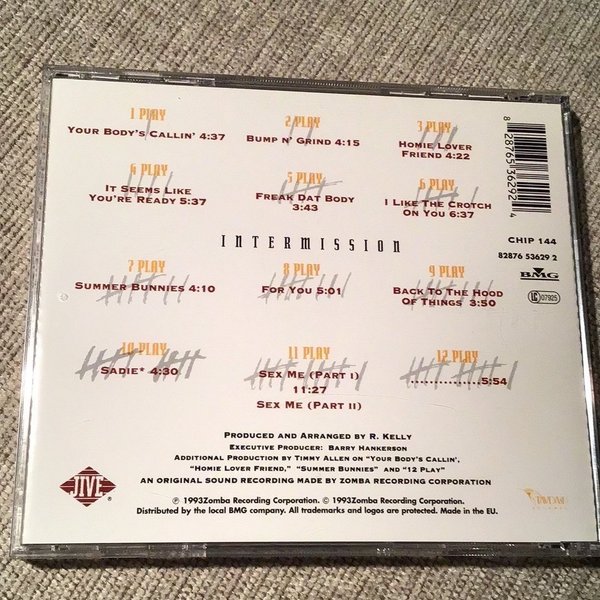 1 PLAY
YOUR BODY'S CALLIN' 4:37
2 PLAY
BUMP N' GRIND 4:15
3 PLAY
HOMIE LOVER
FRIEND 4:22
4 PLAY
IT SEEMS LIKE
YOU'RE READY 5:37
5 PLAY
FREAK DAT BODY
3:43
6 PLAY
I LIKE THE CROTCH
ON YOU 6:37
8 28765 36292 4
CHIP 144
82876 53629 2
BMG
LC 07925
INTERMISSION
7 PLAY
SUMMER BUNNIES 4:10
8 PLAY
FOR YOU 5:01
9 PLAY
BACK TO THE HOOD
OF THINGS 3:50
10 PLAY
SADIE* 4:30
11 PLAY
SEX ME (PART I)
11:27
SEX ME (PART II)
12 PLAY
..................5:54
PRODUCED AND ARRANGED BY R. KELLY
EXECUTIVE PRODUCER: BARRY HANKERSON
ADDITIONAL PRODUCTION BY TIMMY ALLEN ON "YOUR BODY'S CALLIN',
"HOMIE LOVER FRIEND," "SUMMER BUNNIES" AND "12 PLAY"
AN ORIGINAL SOUND RECORDING MADE BY ZOMBA RECORDING CORPORATION
JIVE®
℗ 1993Zomba Recording Corporation. © 1993Zomba Recording Corporation.
Distributed by the local BMG company. All trademarks and logos are protected. Made in the EU.